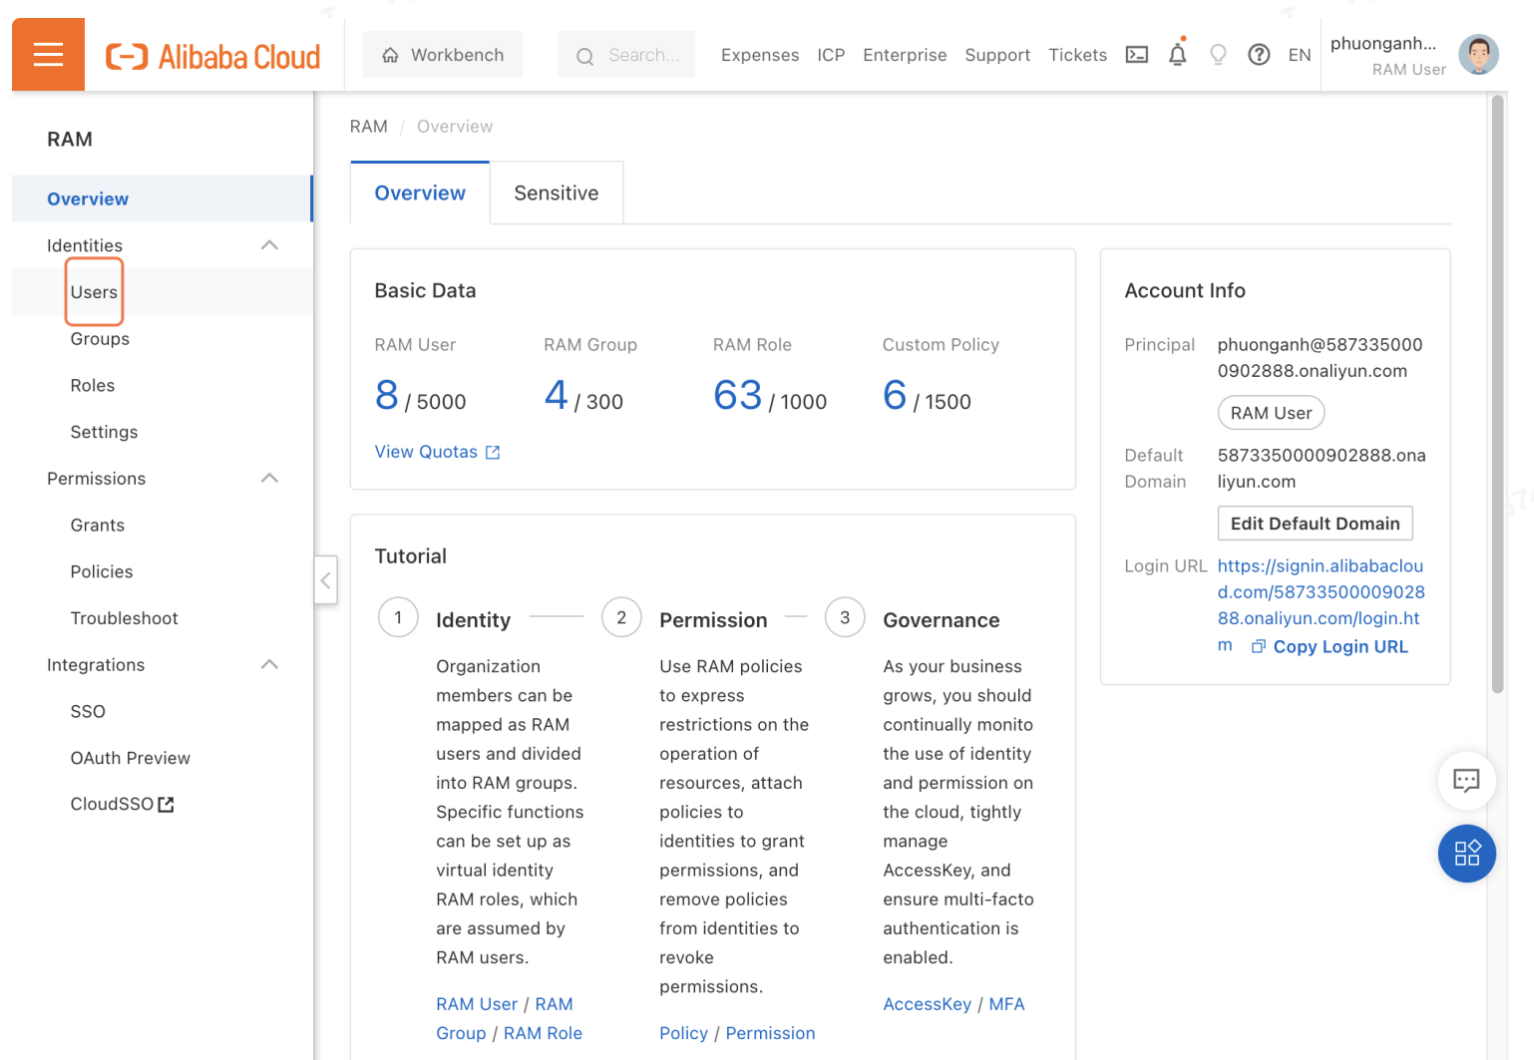 Alibaba Cloud
Workbench
Search...
Expenses
ICP
Enterprise
Support
Tickets
EN
phuonganh...
RAM User
RAM
Overview
Identities
Users
Groups
Roles
Settings
Permissions
Grants
Policies
Troubleshoot
Integrations
SSO
OAuth Preview
CloudSSO
RAM / Overview
Overview
Sensitive
Basic Data
RAM User
8 / 5000
RAM Group
4 / 300
RAM Role
63 / 1000
Custom Policy
6 / 1500
View Quotas
Account Info
Principal
phuonganh@587335000
0902888.onaliyun.com
RAM User
Default
Domain
5873350000902888.ona
liyun.com
Edit Default Domain
Login URL
https://signin.alibabaclou
d.com/58733500009028
88.onaliyun.com/login.ht
m
Copy Login URL
Tutorial
1
Identity
Organization
members can be
mapped as RAM
users and divided
into RAM groups.
Specific functions
can be set up as
virtual identity
RAM roles, which
are assumed by
RAM users.
RAM User / RAM
Group / RAM Role
2
Permission
Use RAM policies
to express
restrictions on the
operation of
resources, attach
policies to
identities to grant
permissions, and
remove policies
from identities to
revoke
permissions.
Policy / Permission
3
Governance
As your business
grows, you should
continually monito
the use of identity
and permission on
the cloud, tightly
manage
AccessKey, and
ensure multi-facto
authentication is
enabled.
AccessKey / MFA